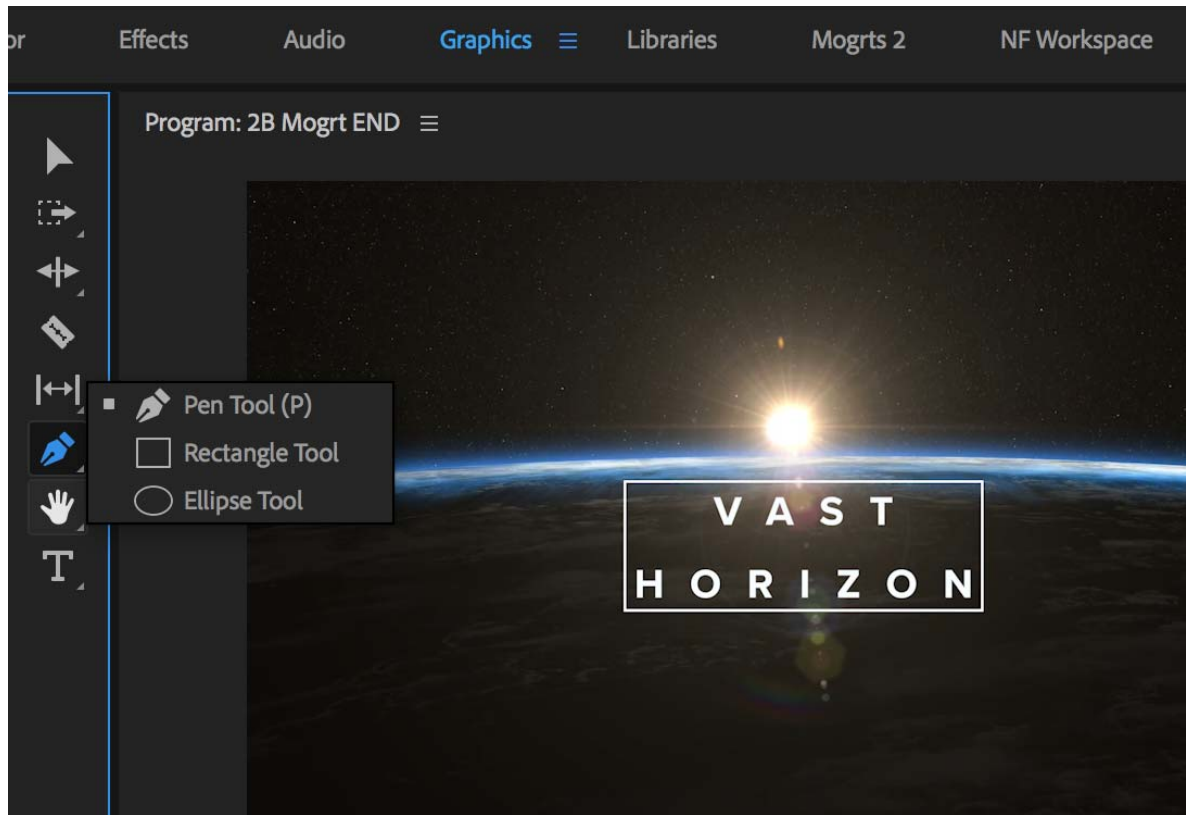 or Effects Audio Graphics Libraries Mogrts 2 NF Workspace
Program: 2B Mogrt END
Pen Tool (P)
Rectangle Tool
Ellipse Tool
T
VAST
HORIZON